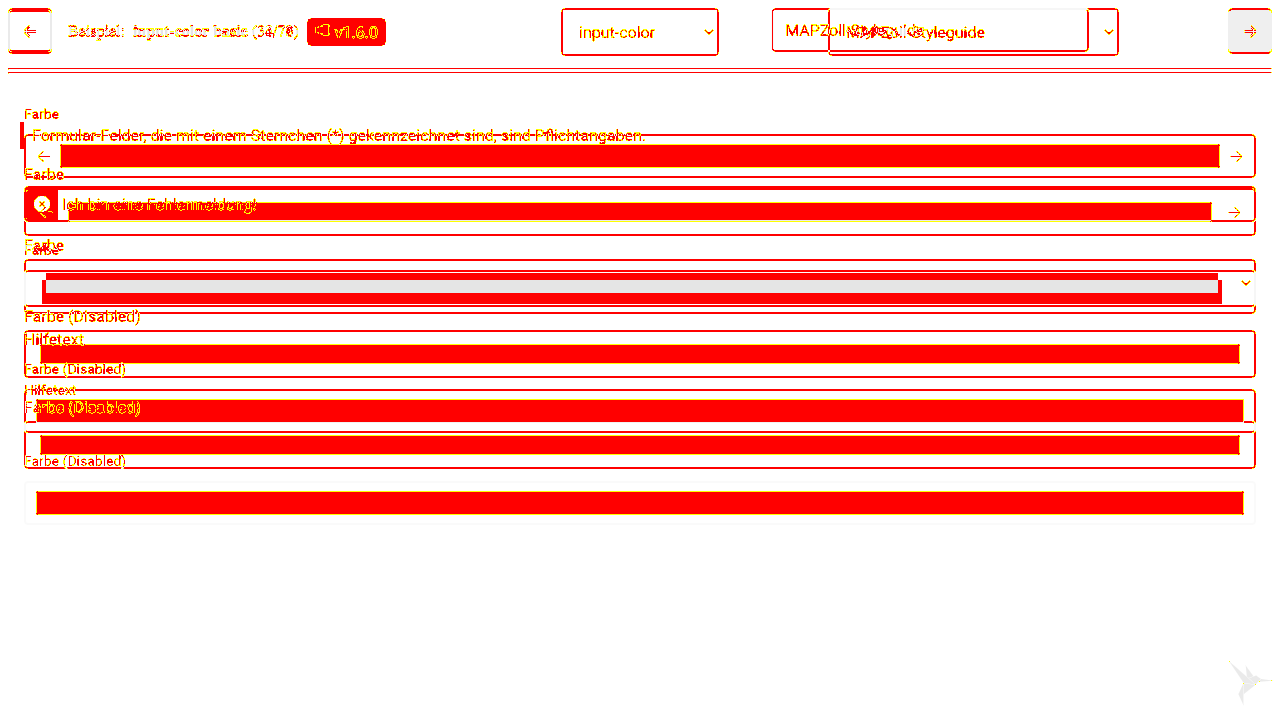 Beispiel: input-color basic (34/78) v1.6.0 input-color MAPZoll-Styleguide
Farbe
Formular-Felder, die mit einem Sternchen (*) gekennzeichnet sind, sind Pflichtangaben.
Farbe
Ich bin eine Fehlermeldung!
Farbe
Farbe
Farbe (Disabled)
Hilfetext
Farbe (Disabled)
Hilfetext
Farbe (Disabled)
Farbe (Disabled)